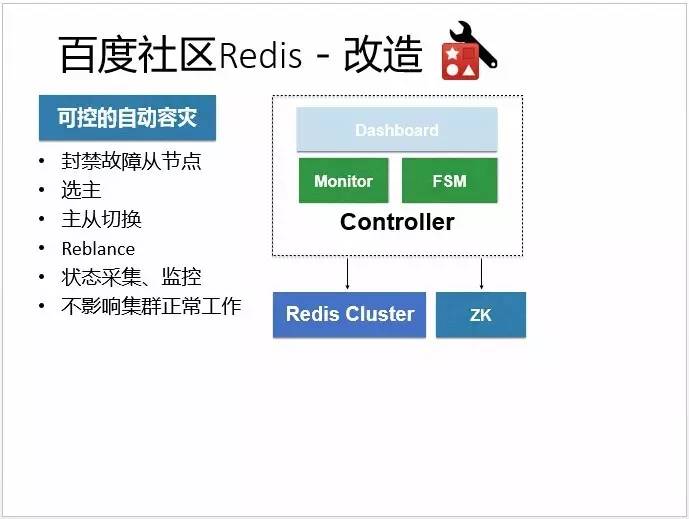 百度社区Redis - 改造
可控的自动容灾
• 封禁故障从节点
• 选主
• 主从切换
• Reblance
• 状态采集、监控
• 不影响集群正常工作
Dashboard
Monitor
FSM
Controller
Redis Cluster
ZK